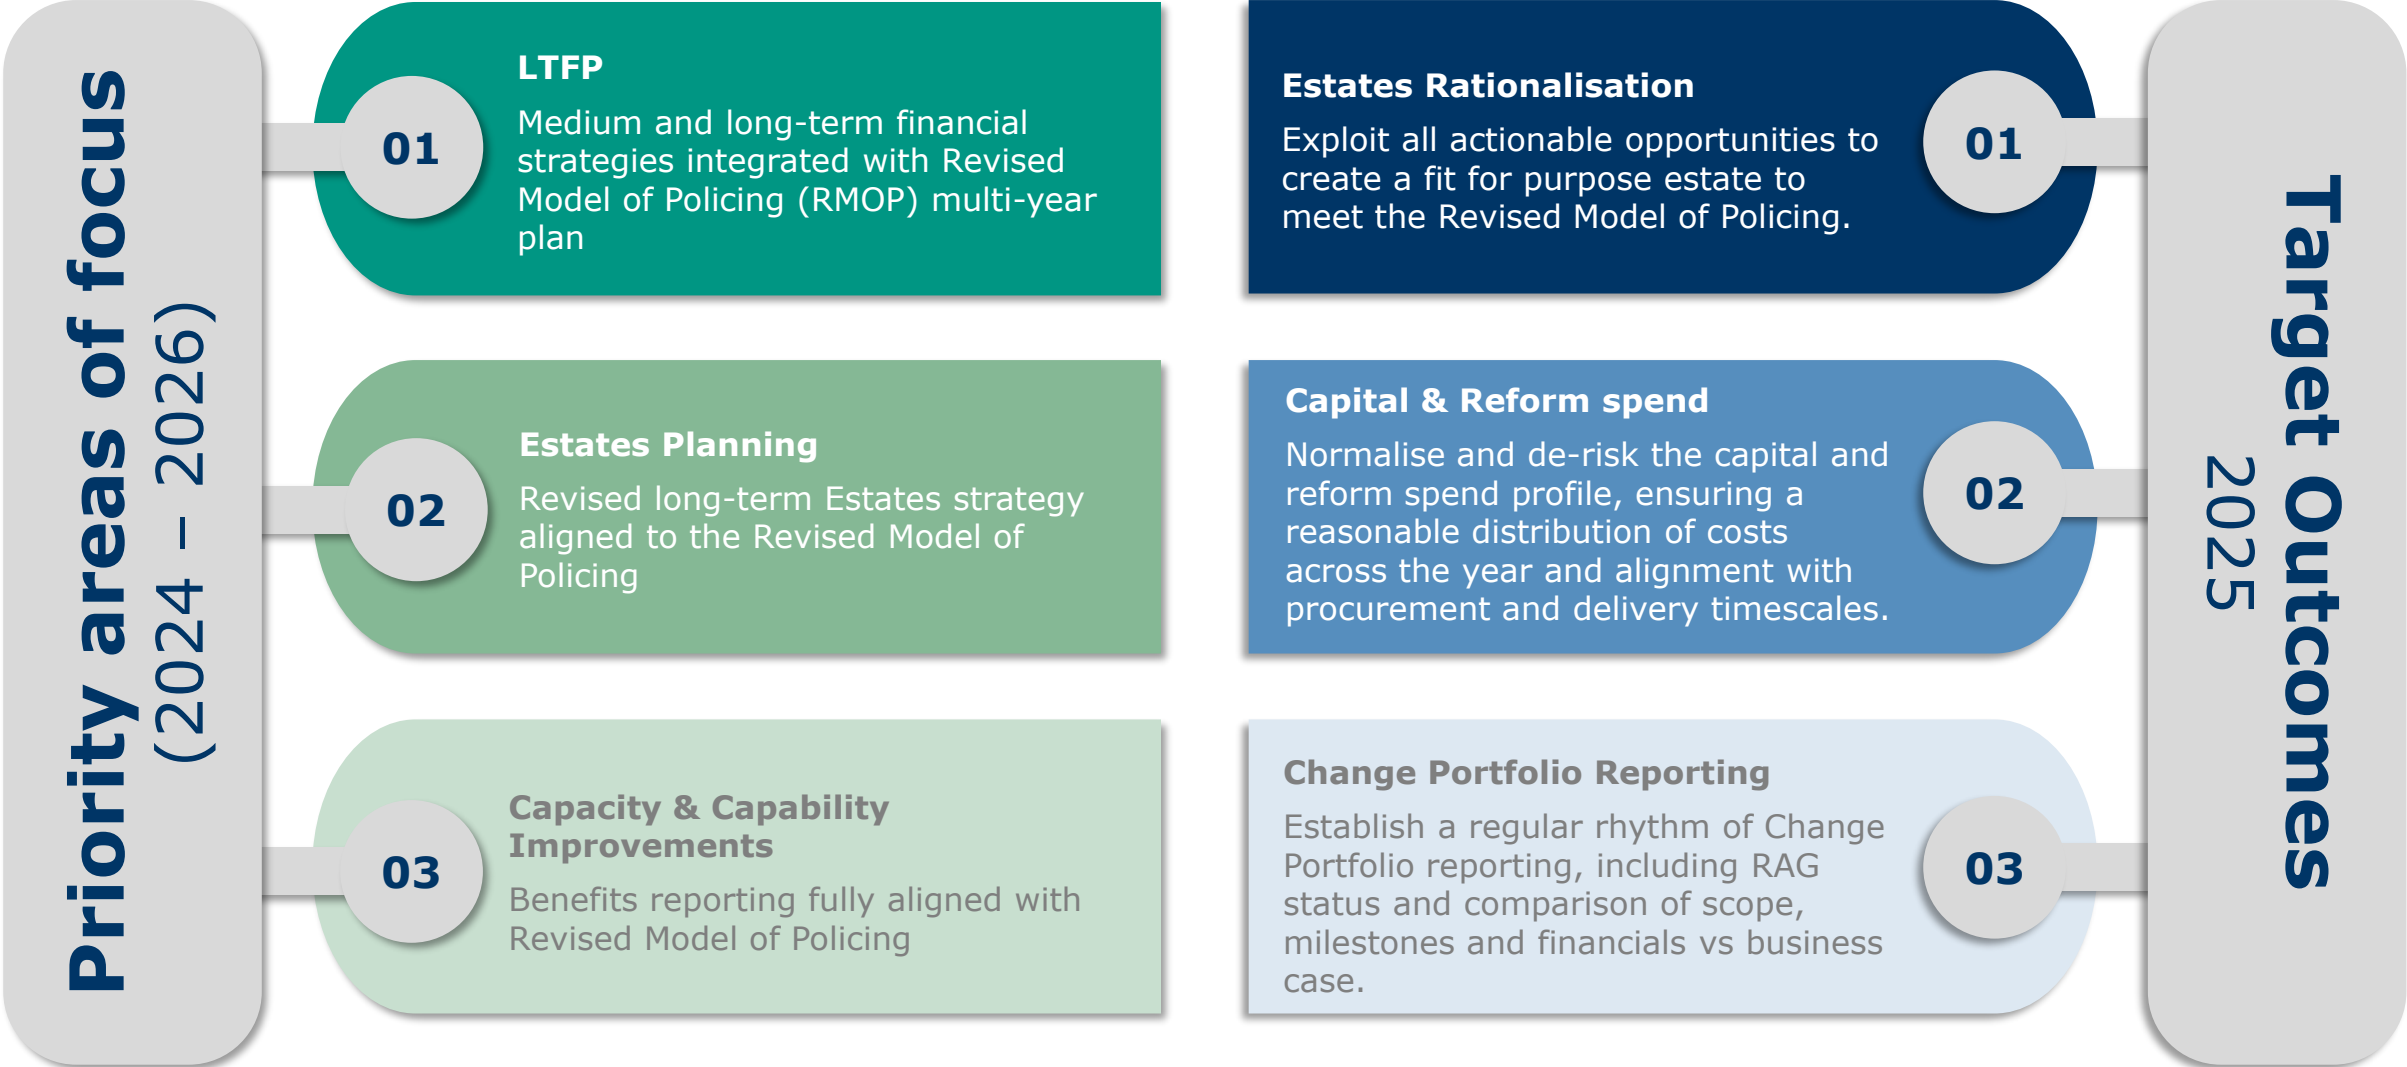 Priority areas of focus
(2024 – 2026)
01
LTFP
Medium and long-term financial
strategies integrated with Revised
Model of Policing (RMOP) multi-year
plan
02
Estates Planning
Revised long-term Estates strategy
aligned to the Revised Model of
Policing
03
Capacity & Capability
Improvements
Benefits reporting fully aligned with
Revised Model of Policing
Target Outcomes
2025
Estates Rationalisation
Exploit all actionable opportunities to
create a fit for purpose estate to
meet the Revised Model of Policing.
01
Capital & Reform spend
Normalise and de-risk the capital and
reform spend profile, ensuring a
reasonable distribution of costs
across the year and alignment with
procurement and delivery timescales.
02
Change Portfolio Reporting
Establish a regular rhythm of Change
Portfolio reporting, including RAG
status and comparison of scope,
milestones and financials vs business
case.
03